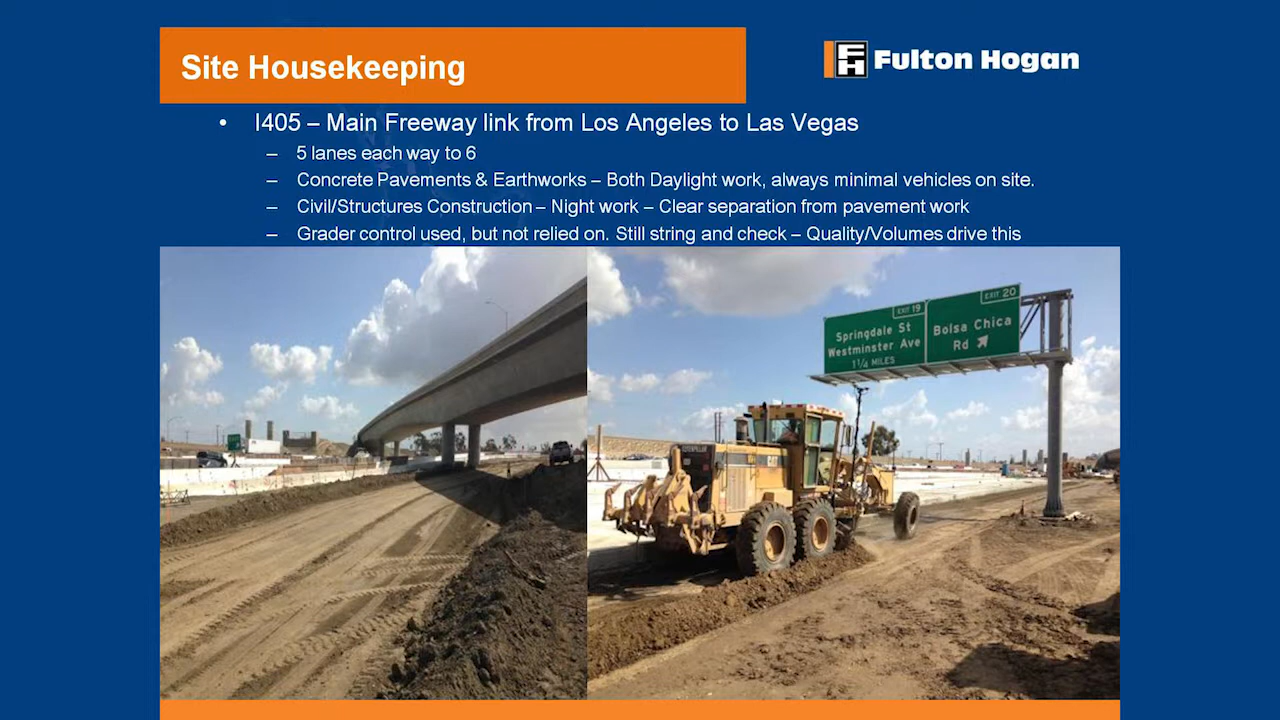 Site Housekeeping
FH Fulton Hogan
• I405 – Main Freeway link from Los Angeles to Las Vegas
– 5 lanes each way to 6
– Concrete Pavements & Earthworks – Both Daylight work, always minimal vehicles on site.
– Civil/Structures Construction – Night work – Clear separation from pavement work
– Grader control used, but not relied on. Still string and check – Quality/Volumes drive this
EXIT 19
Springdale St
Westminster Ave
1 1/4 MILES
EXIT 20
Bolsa Chica
Rd
CATERPILLAR
CAT